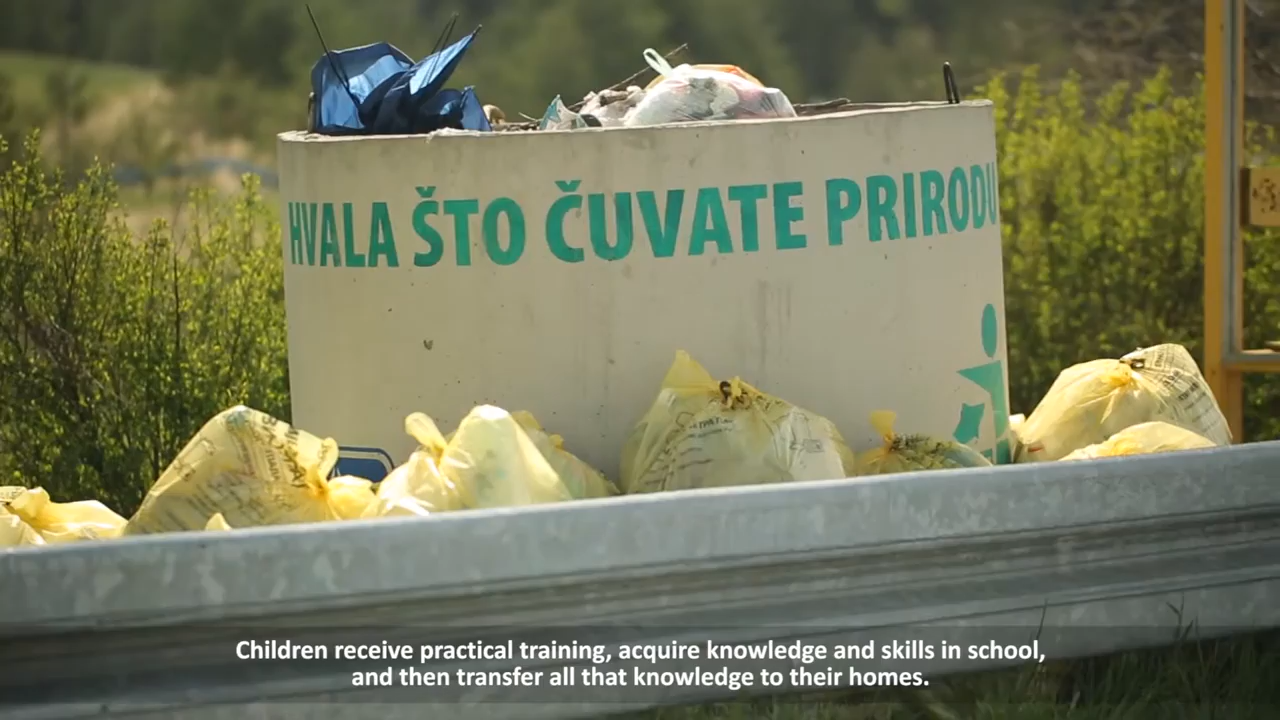 HVALA ŠTO ČUVATE PRIRODU
Children receive practical training, acquire knowledge and skills in school,
and then transfer all that knowledge to their homes.